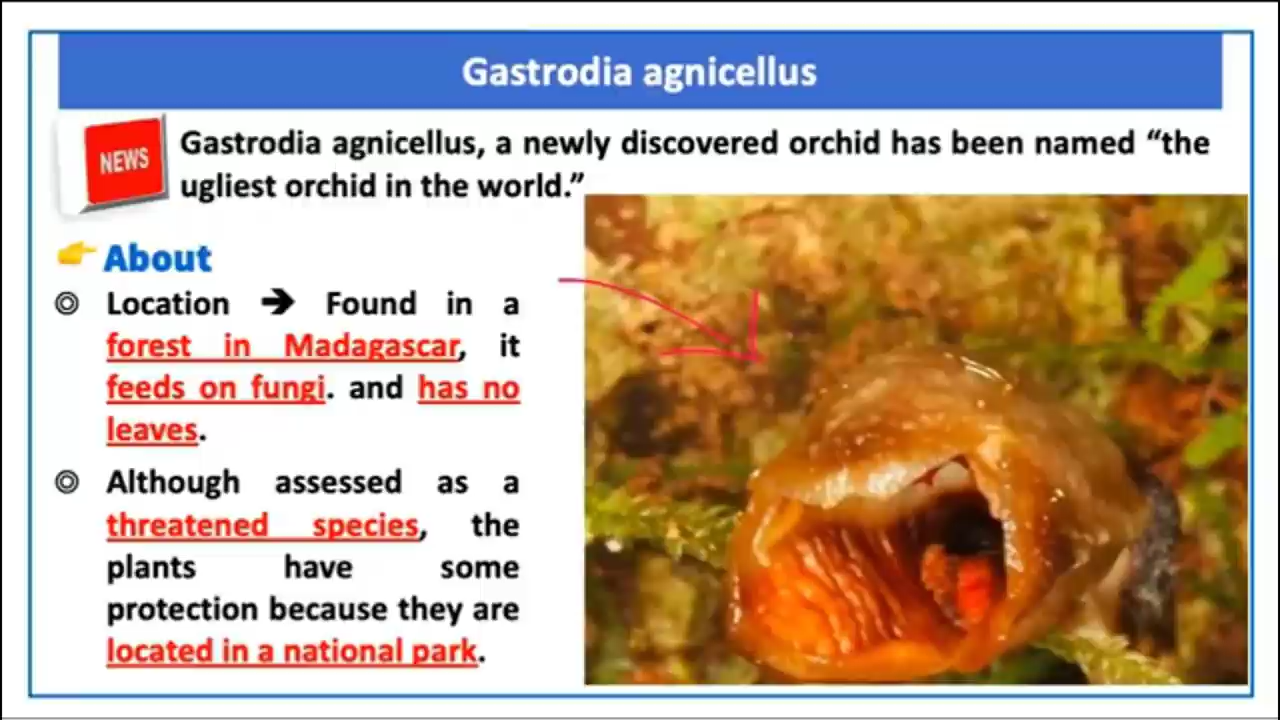 Gastrodia agnicellus
NEWS
Gastrodia agnicellus, a newly discovered orchid has been named “the
ugliest orchid in the world.”
About
Location ➔ Found in a
forest in Madagascar, it
feeds on fungi. and has no
leaves.
Although assessed as a
threatened species, the
plants have some
protection because they are
located in a national park.